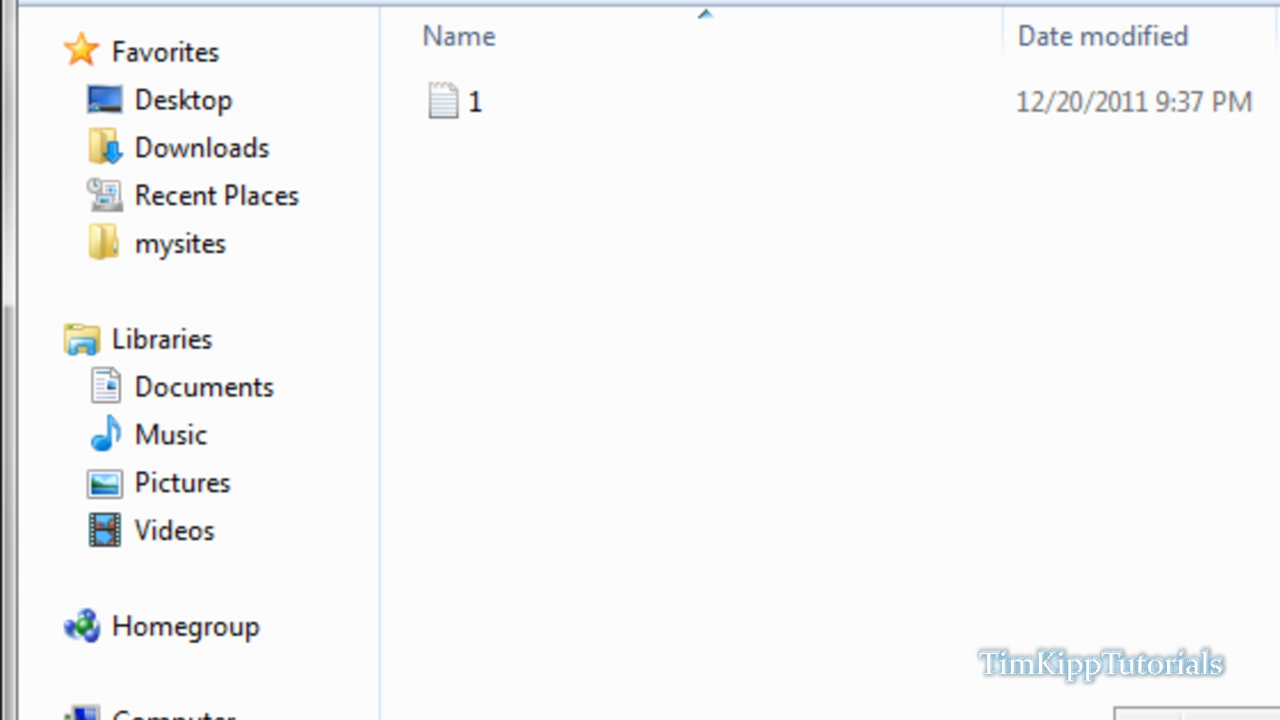 Favorites
Desktop
Downloads
Recent Places
mysites
Libraries
Documents
Music
Pictures
Videos
Homegroup
Computer
Name
Date modified
1
12/20/2011 9:37 PM
TimKippTutorials